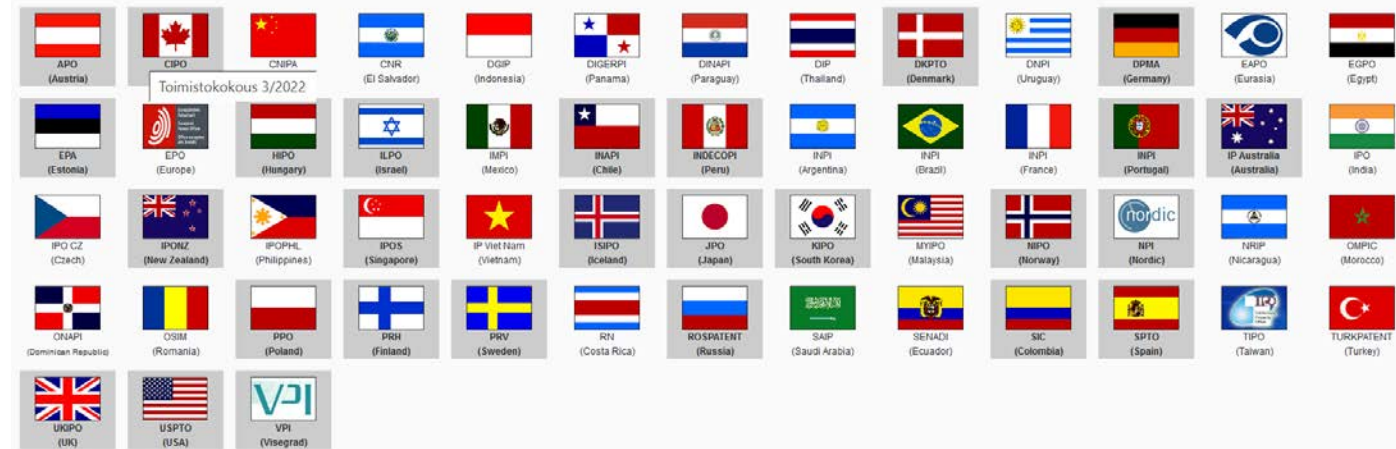 APO CIPO CNIPA CNR DGIP DIGERPI DINAPI DIP DKPTO DNPI DPMA EAPO EGPO
(Austria) (El Salvador) (Indonesia) (Panama) (Paraguay) (Thailand) (Denmark) (Uruguay) (Germany) (Eurasia) (Egypt)
Toimistokokous 3/2022
EPA EPO HIPO ILPO IMPI INAPI INDECOPI INPI INPI INPI INPI IP Australia IPO
(Estonia) (Europe) (Hungary) (Israel) (Mexico) (Chile) (Peru) (Argentina) (Brazil) (France) (Portugal) (Australia) (India)
nordic
IPO CZ IPONZ IPOPHL IPOS IP Viet Nam ISIPO JPO KIPO MYIPO NIPO NPI NRIP OMPIC
(Czech) (New Zealand) (Philippines) (Singapore) (Vietnam) (Iceland) (Japan) (South Korea) (Malaysia) (Norway) (Nordic) (Nicaragua) (Morocco)
ONAPI OSIM PPO PRH PRV RN ROSPATENT SAIP SENADI SIC SPTO TIPO TURKPATENT
(Dominican Republic) (Romania) (Poland) (Finland) (Sweden) (Costa Rica) (Russia) (Saudi Arabia) (Ecuador) (Colombia) (Spain) (Taiwan) (Turkey)
VPI
UKIPO USPTO VPI
(UK) (USA) (Visegrad)